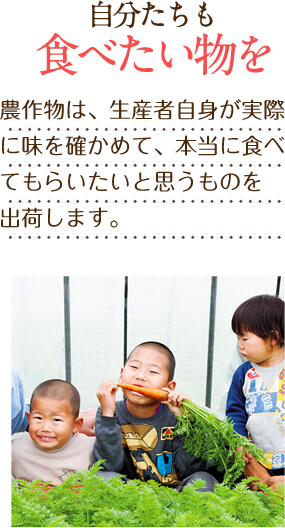 自分たちも
食べたい物を
農作物は、生産者自身が実際
に味を確かめて、本当に食べ
てもらいたいと思うものを
出荷します。